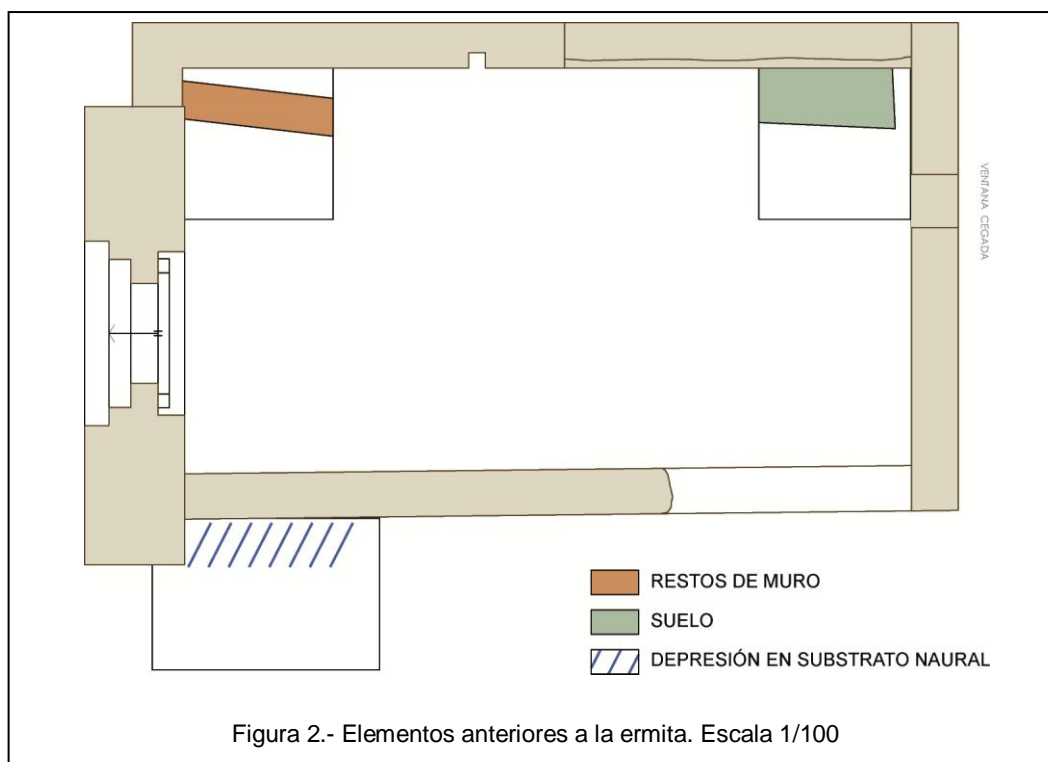 VENTANA CEGADA
RESTOS DE MURO
SUELO
DEPRESIÓN EN SUBSTRATO NAURAL
Figura 2.- Elementos anteriores a la ermita. Escala 1/100